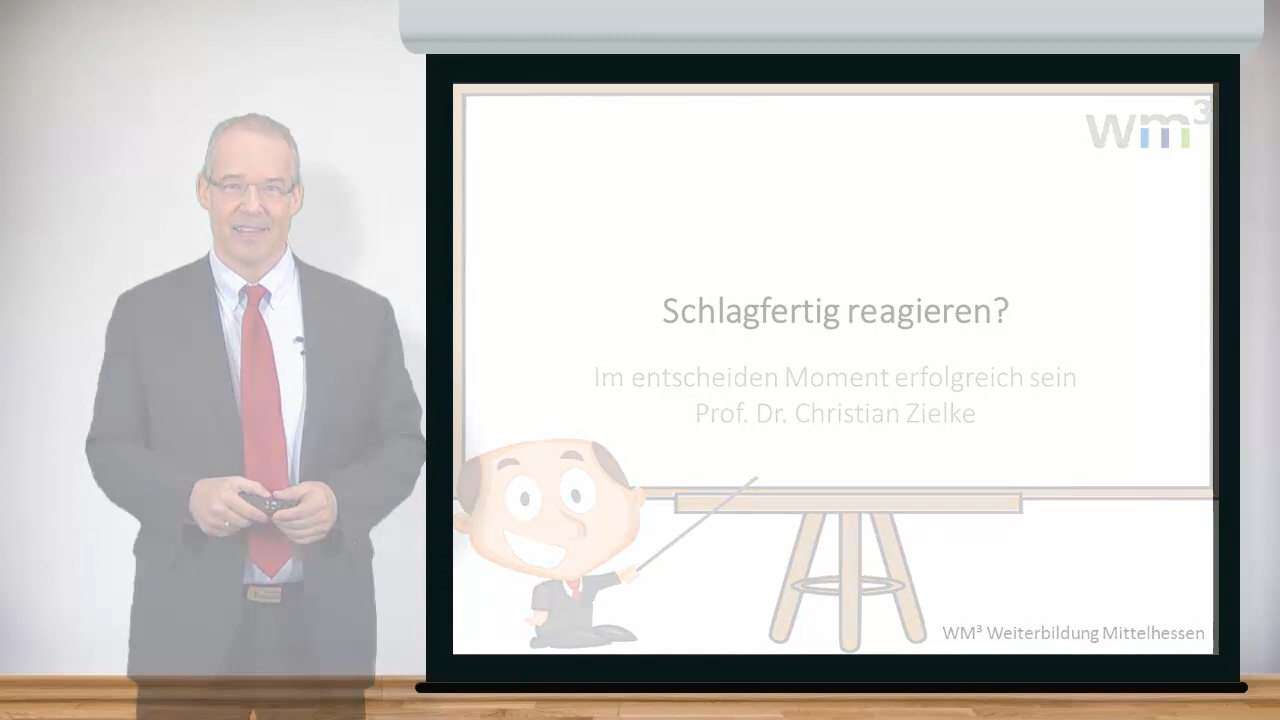 wm³
Schlagfertig reagieren?
Im entscheiden Moment erfolgreich sein
Prof. Dr. Christian Zielke
WM³ Weiterbildung Mittelhessen